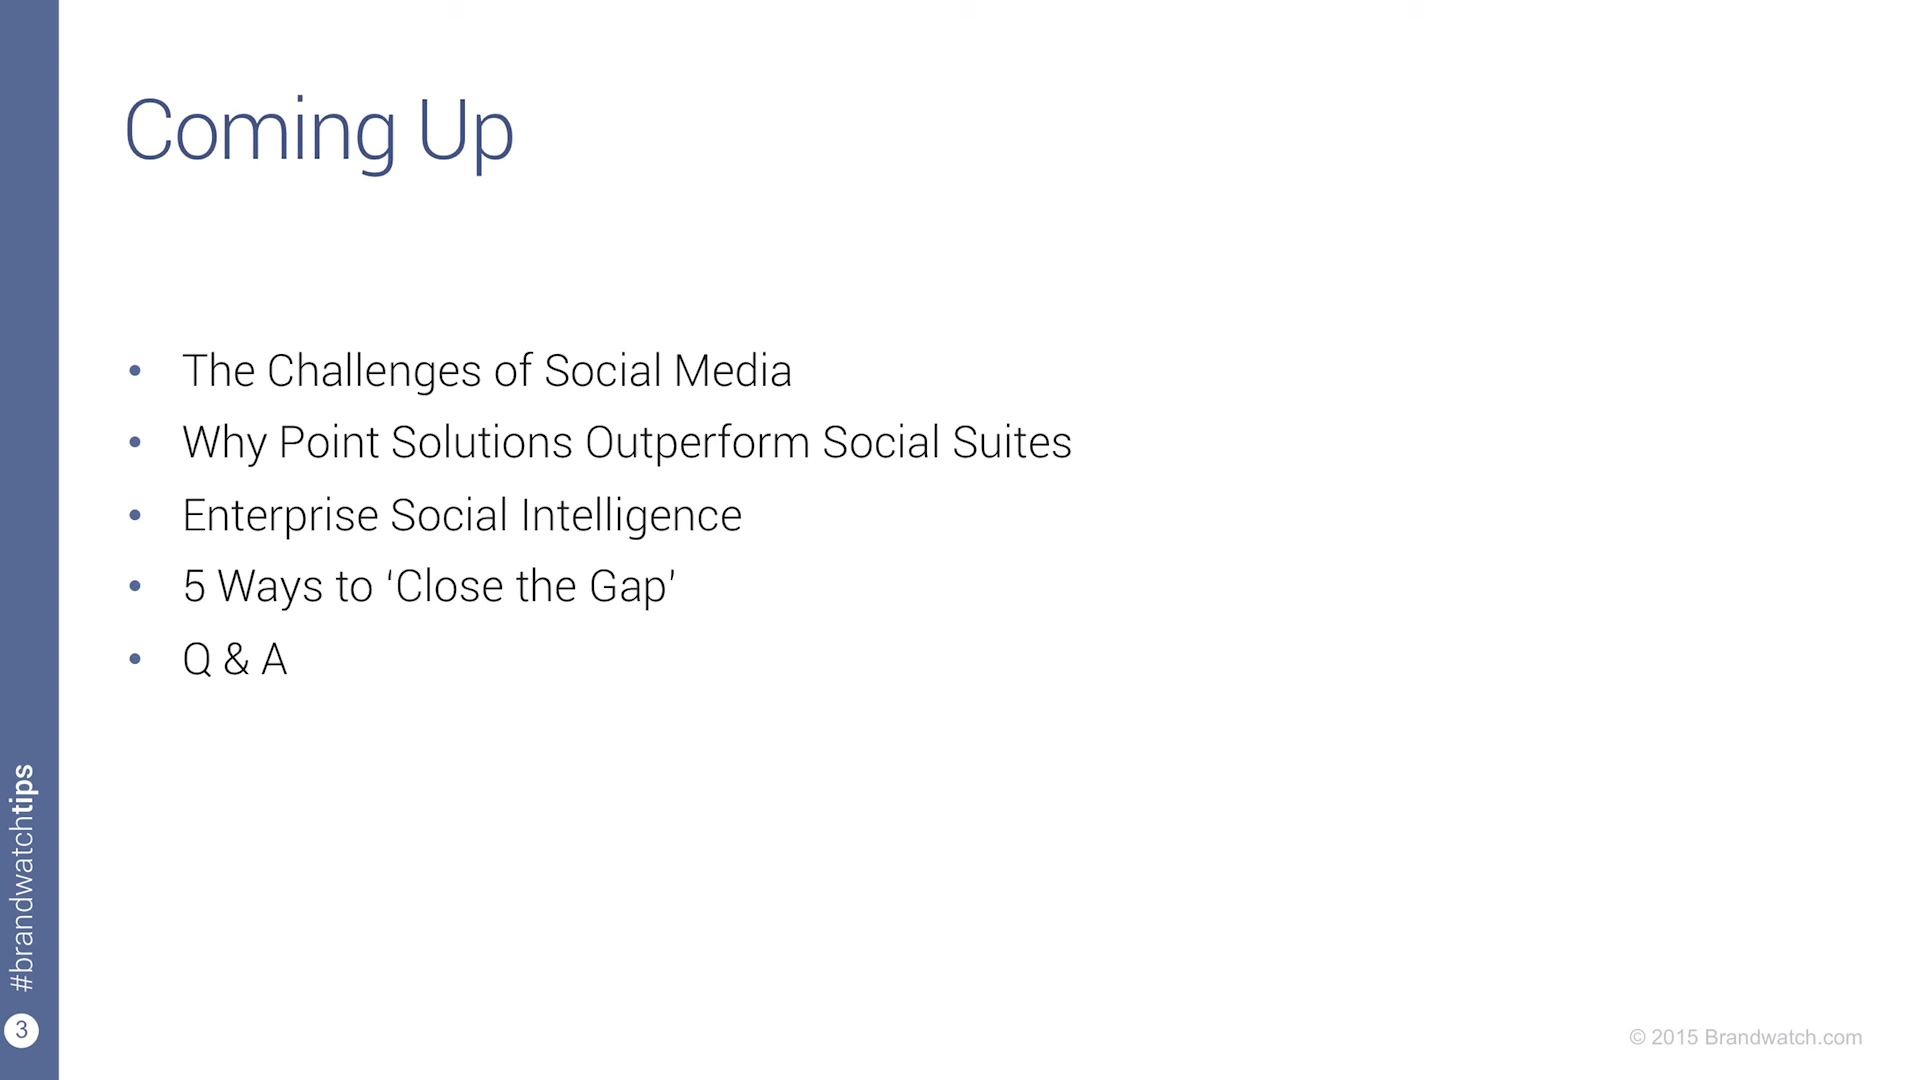 Coming Up
• The Challenges of Social Media
• Why Point Solutions Outperform Social Suites
• Enterprise Social Intelligence
• 5 Ways to ‘Close the Gap’
• Q & A
#brandwatchtips
3
© 2015 Brandwatch.com